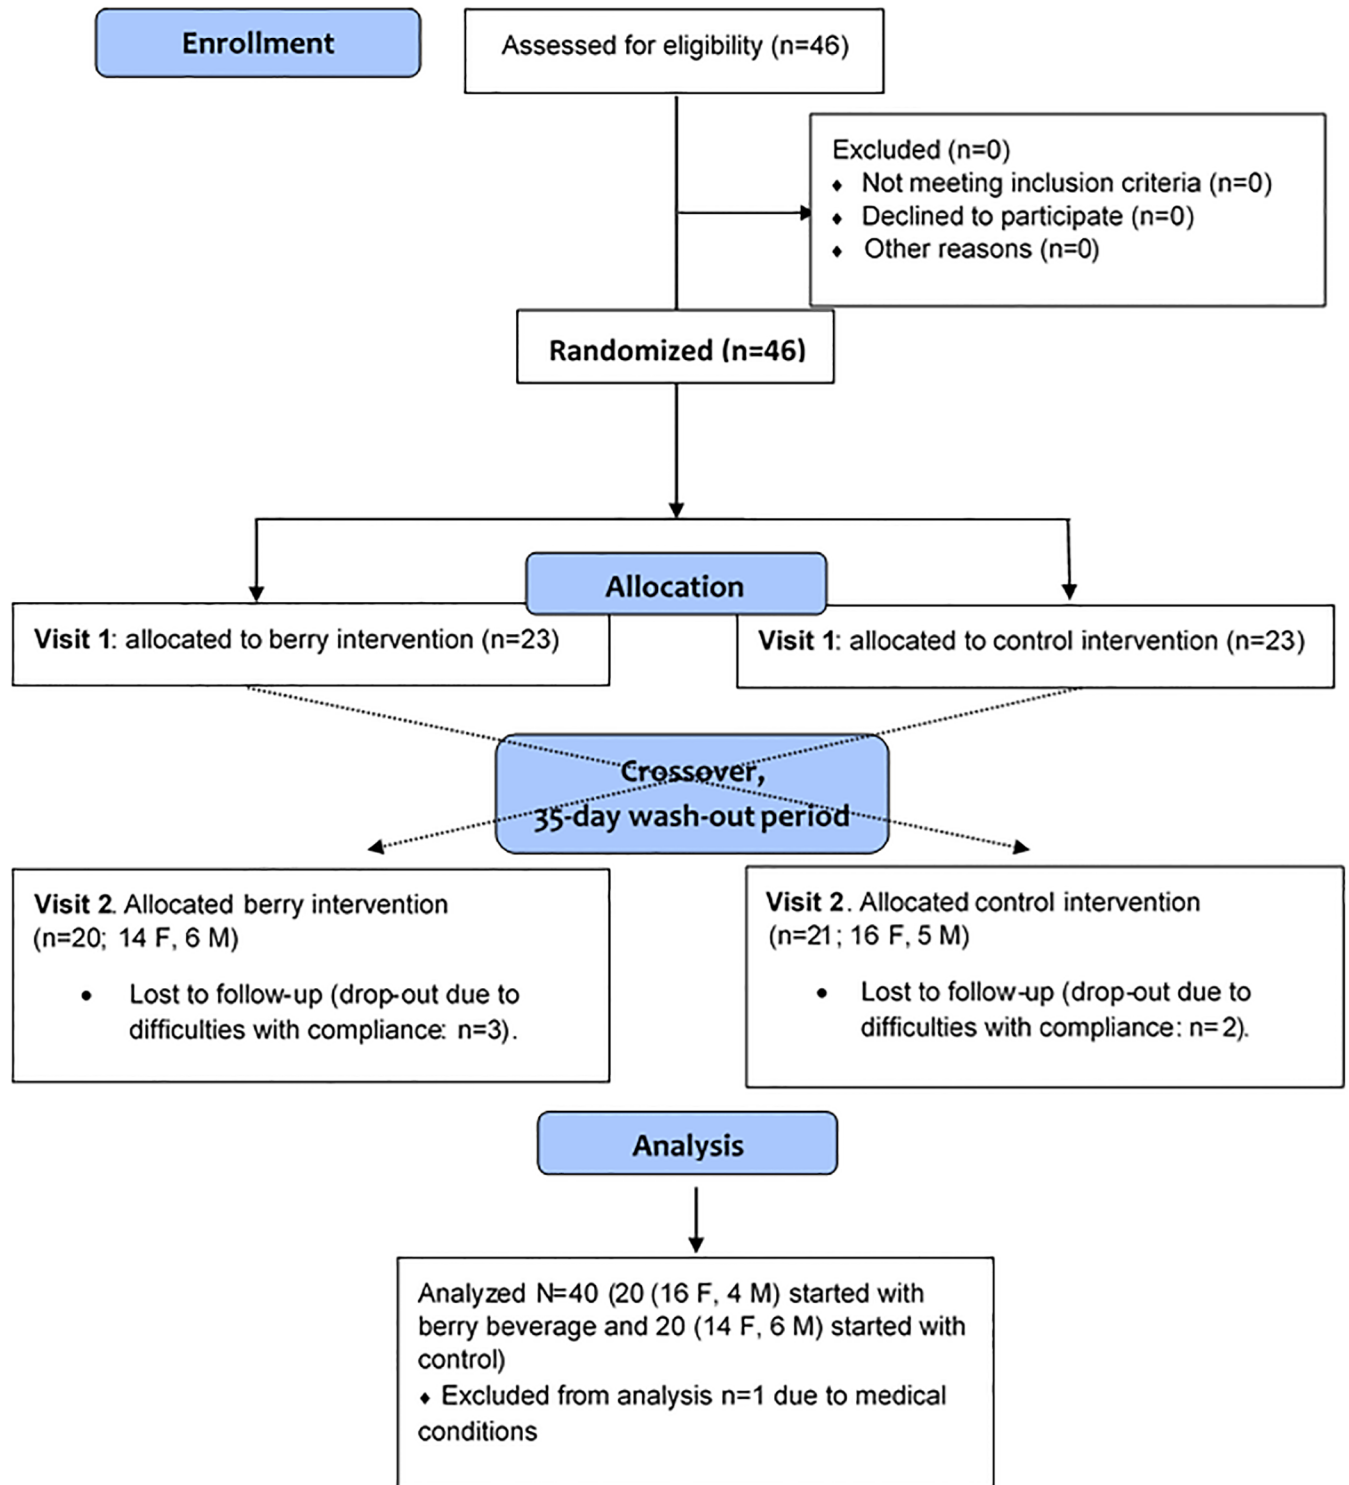 Enrollment
Assessed for eligibility (n=46)
Excluded (n=0)
♦ Not meeting inclusion criteria (n=0)
♦ Declined to participate (n=0)
♦ Other reasons (n=0)
Randomized (n=46)
Allocation
Visit 1: allocated to berry intervention (n=23)
Visit 1: allocated to control intervention (n=23)
Crossover,
35-day wash-out period
Visit 2. Allocated berry intervention
(n=20; 14 F, 6 M)
• Lost to follow-up (drop-out due to
difficulties with compliance: n=3).
Visit 2. Allocated control intervention
(n=21; 16 F, 5 M)
• Lost to follow-up (drop-out due to
difficulties with compliance: n=2).
Analysis
Analyzed N=40 (20 (16 F, 4 M) started with
berry beverage and 20 (14 F, 6 M) started with
control)
♦ Excluded from analysis n=1 due to medical
conditions